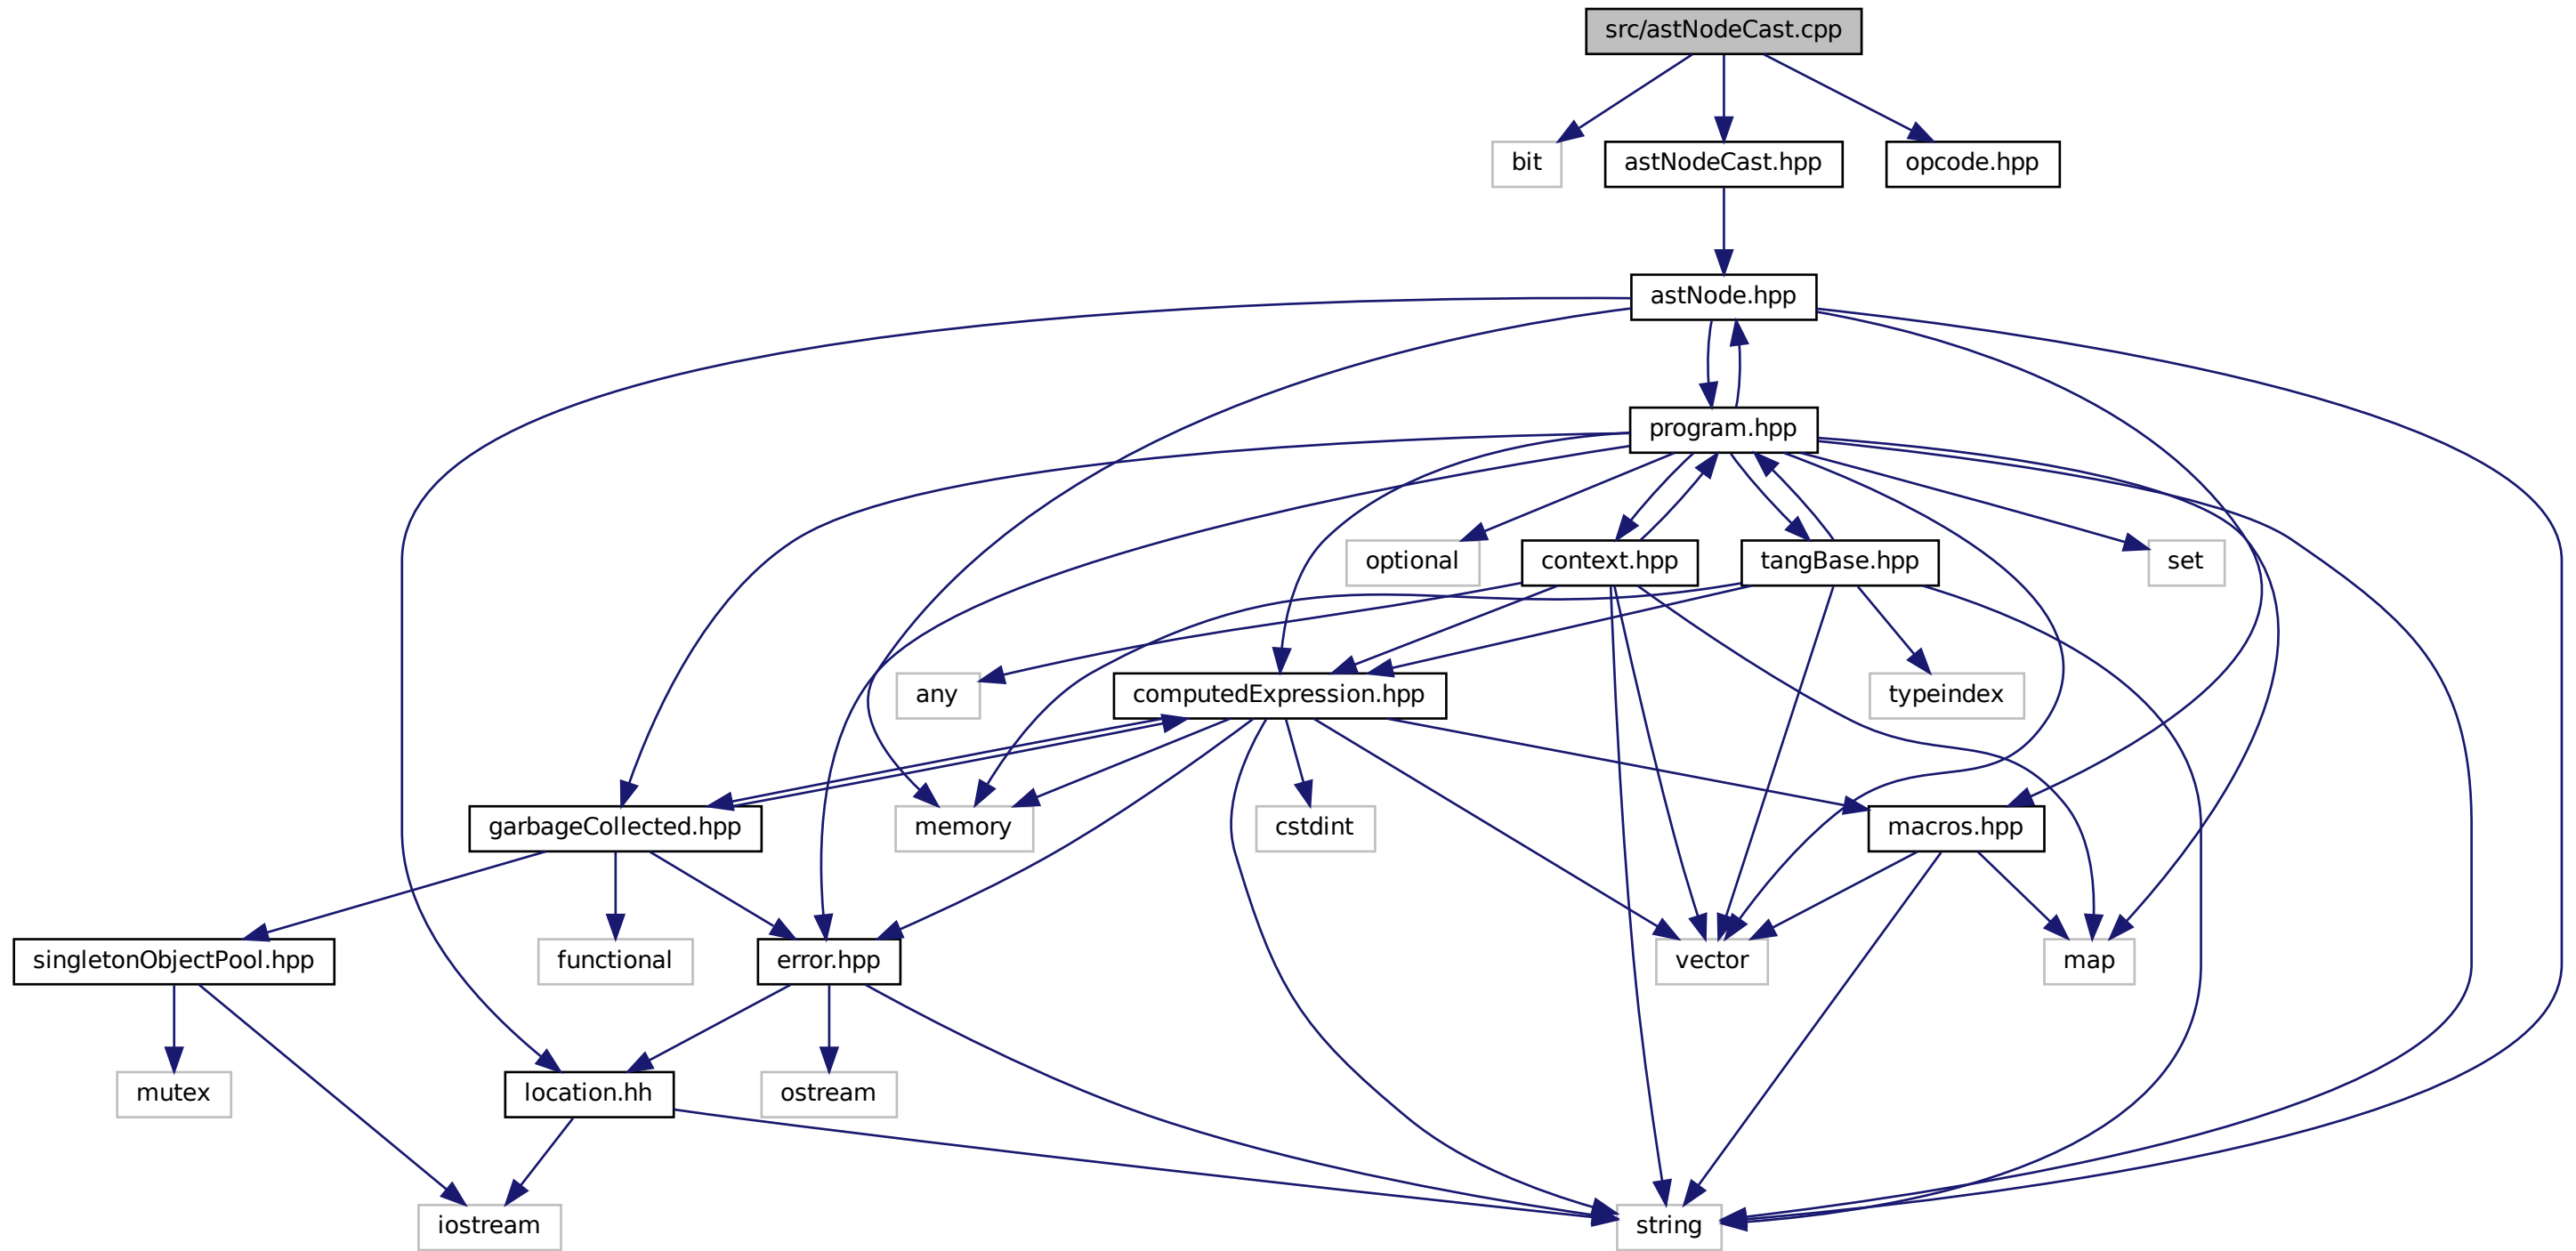 src/astNodeCast.cpp
bit
astNodeCast.hpp
opcode.hpp
astNode.hpp
program.hpp
optional
context.hpp
tangBase.hpp
set
any
computedExpression.hpp
typeindex
garbageCollected.hpp
memory
cstdint
macros.hpp
singletonObjectPool.hpp
functional
error.hpp
vector
map
mutex
location.hh
ostream
iostream
string